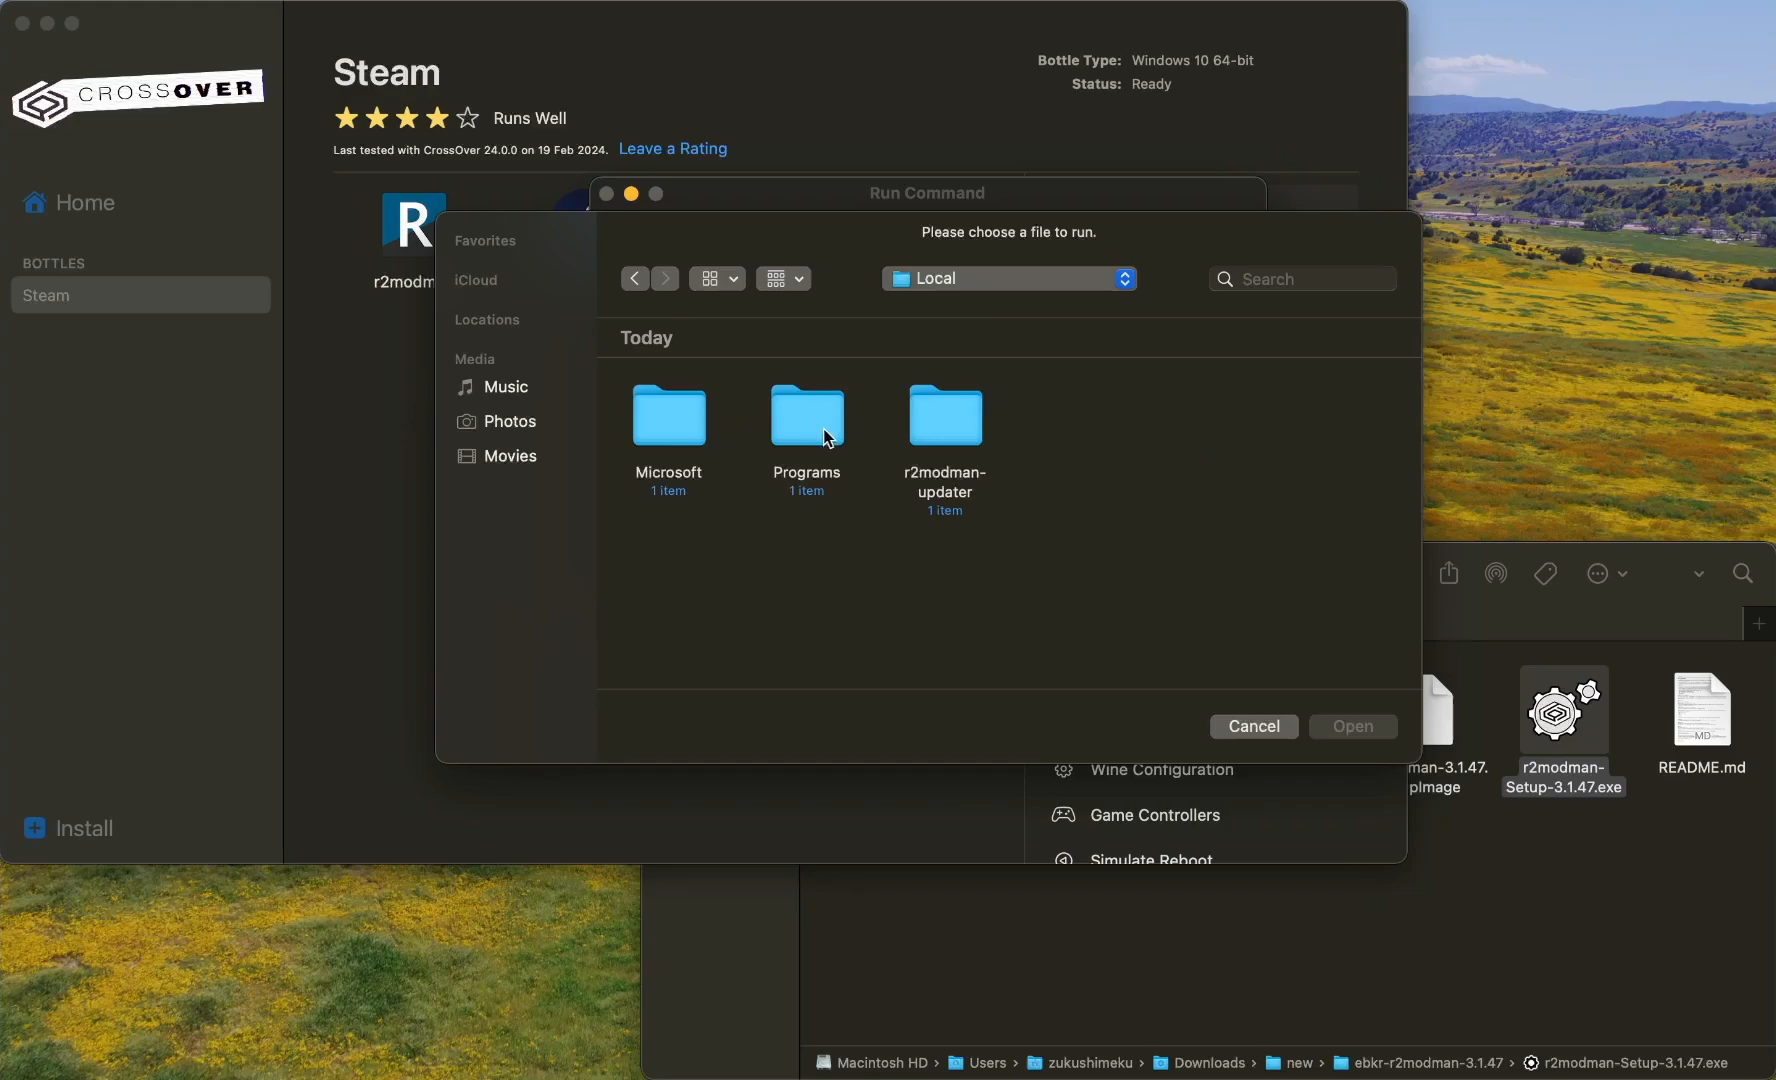 CROSSOVER
Home
BOTTLES
Steam
Install
Steam
Runs Well
Last tested with CrossOver 24.0.0 on 19 Feb 2024. Leave a Rating
Bottle Type: Windows 10 64-bit
Status: Ready
R
r2modm
Run Command
Please choose a file to run.
Favorites
iCloud
Locations
Media
Music
Photos
Movies
Local
Search
Today
Microsoft
1 item
Programs
1 item
r2modman-
updater
1 item
Cancel
Open
Wine Configuration
Game Controllers
Simulate Reboot
man-3.1.47.
pImage
r2modman-
Setup-3.1.47.exe
MD
README.md
Macintosh HD › Users › zukushimeku › Downloads › new › ebkr-r2modman-3.1.47 › r2modman-Setup-3.1.47.exe